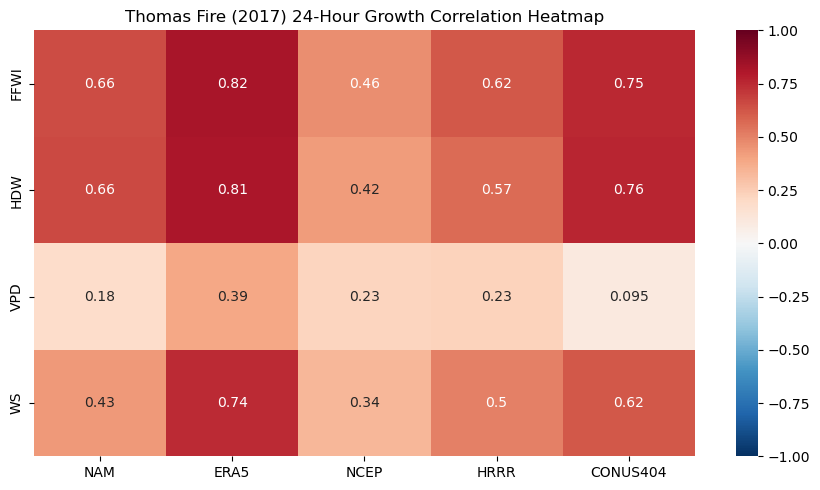 Thomas Fire (2017) 24-Hour Growth Correlation Heatmap
FFWI 0.66 0.82 0.46 0.62 0.75
HDW 0.66 0.81 0.42 0.57 0.76
VPD 0.18 0.39 0.23 0.23 0.095
WS 0.43 0.74 0.34 0.5 0.62
NAM ERA5 NCEP HRRR CONUS404
1.00
0.75
0.50
0.25
0.00
−0.25
−0.50
−0.75
−1.00